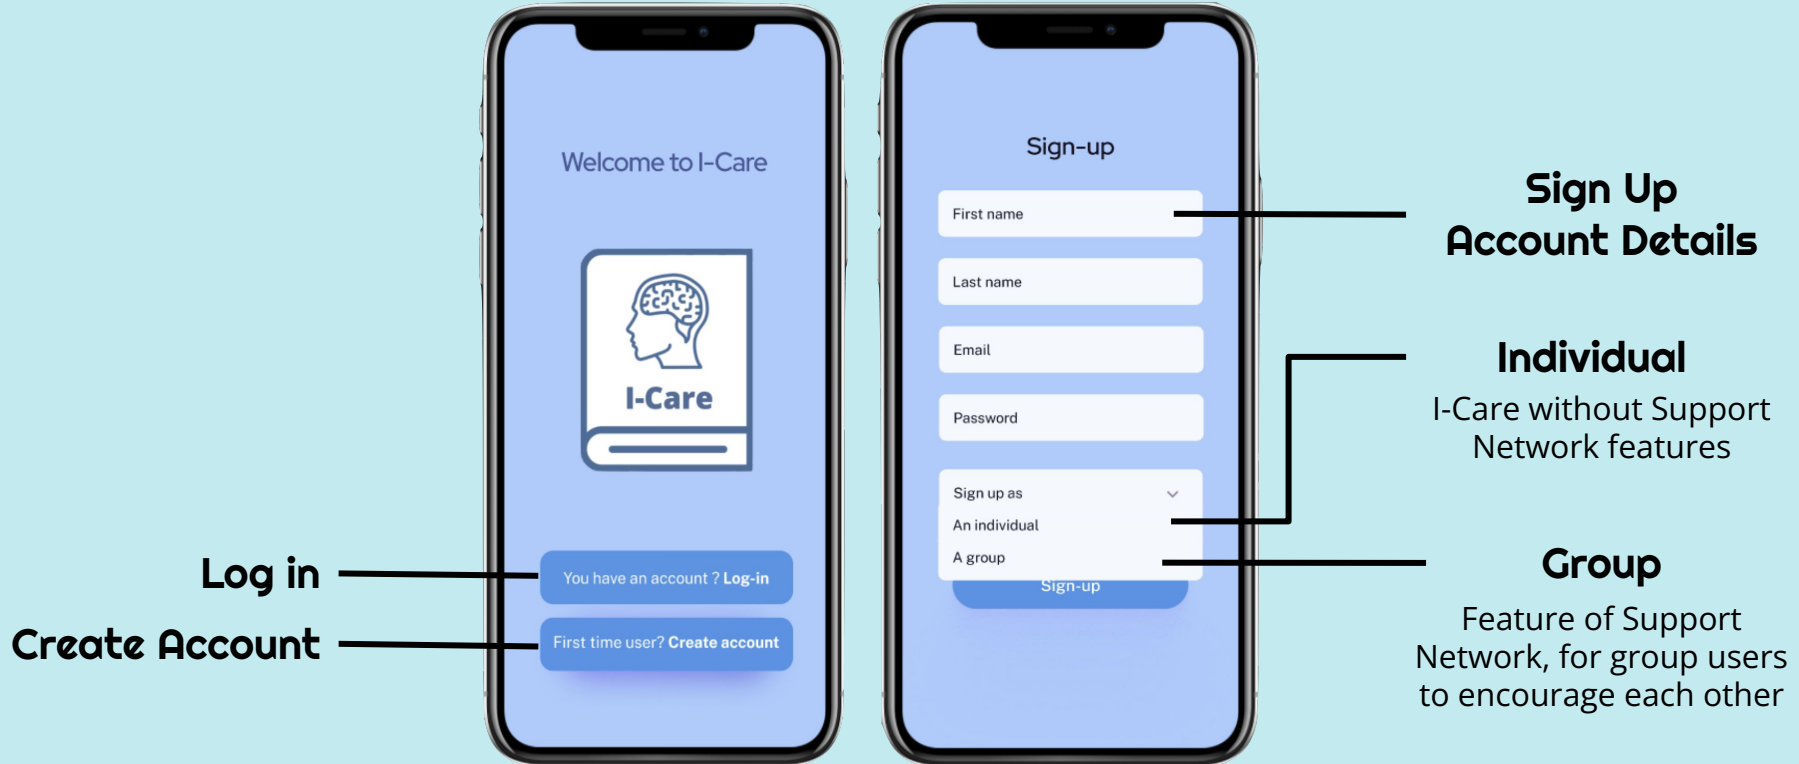 Welcome to I-Care
I-Care
You have an account ? Log-in
First time user? Create account
Log in
Create Account
Sign-up
First name
Last name
Email
Password
Sign up as
An individual
A group
Sign-up
Sign Up
Account Details
Individual
I-Care without Support
Network features
Group
Feature of Support
Network, for group users
to encourage each other